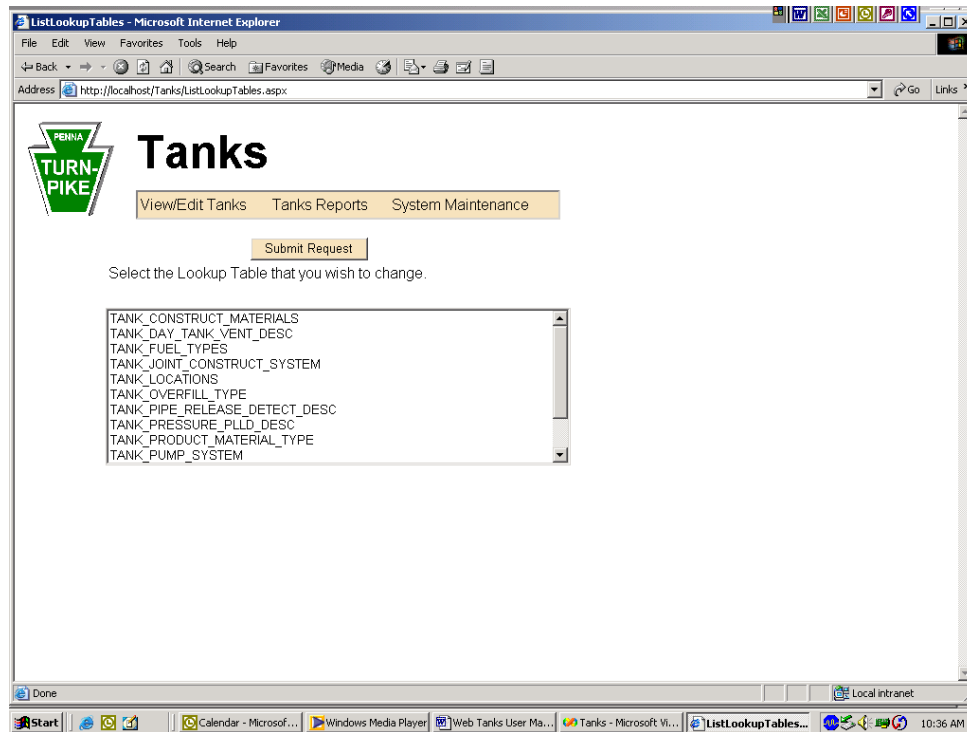 ListLookupTables - Microsoft Internet Explorer
File Edit View Favorites Tools Help
Back Search Favorites Media
Address http://localhost/Tanks/ListLookupTables.aspx Go Links
PENNA
TURN-
PIKE
Tanks
View/Edit Tanks Tanks Reports System Maintenance
Submit Request
Select the Lookup Table that you wish to change.
TANK_CONSTRUCT_MATERIALS
TANK_DAY_TANK_VENT_DESC
TANK_FUEL_TYPES
TANK_JOINT_CONSTRUCT_SYSTEM
TANK_LOCATIONS
TANK_OVERFILL_TYPE
TANK_PIPE_RELEASE_DETECT_DESC
TANK_PRESSURE_PLLD_DESC
TANK_PRODUCT_MATERIAL_TYPE
TANK_PUMP_SYSTEM
Done Local intranet
Start Calendar - Microsof... Windows Media Player Web Tanks User Ma... Tanks - Microsoft Vi... ListLookupTables... 10:36 AM